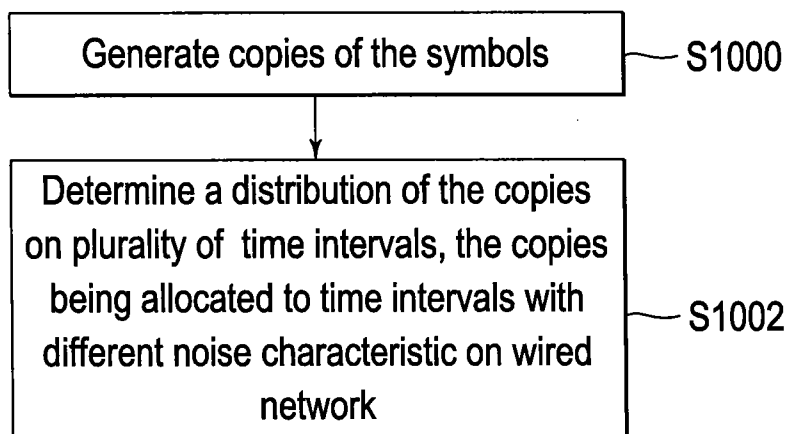 Generate copies of the symbols
S1000
Determine a distribution of the copies
on plurality of time intervals, the copies
being allocated to time intervals with
different noise characteristic on wired
network
S1002